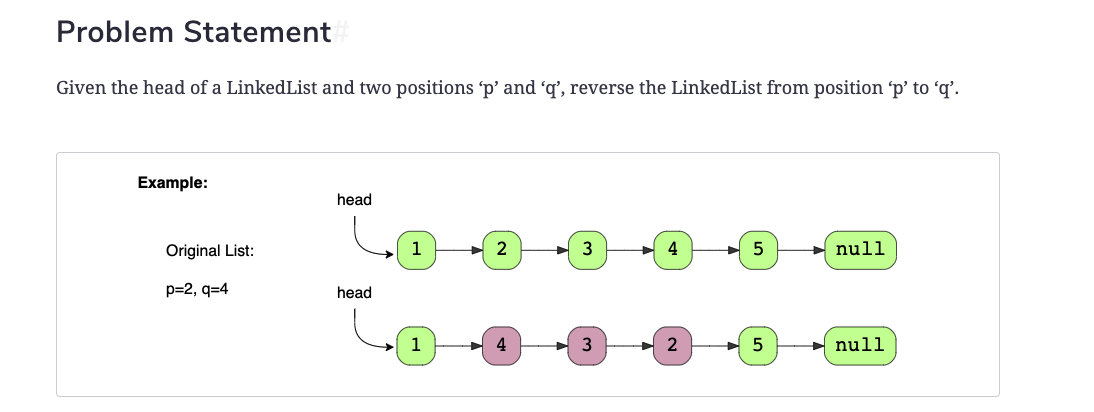 Problem Statement#
Given the head of a LinkedList and two positions ‘p’ and ‘q’, reverse the LinkedList from position ‘p’ to ‘q’.
Example:
head
Original List:
1 2 3 4 5 null
p=2, q=4
head
1 4 3 2 5 null